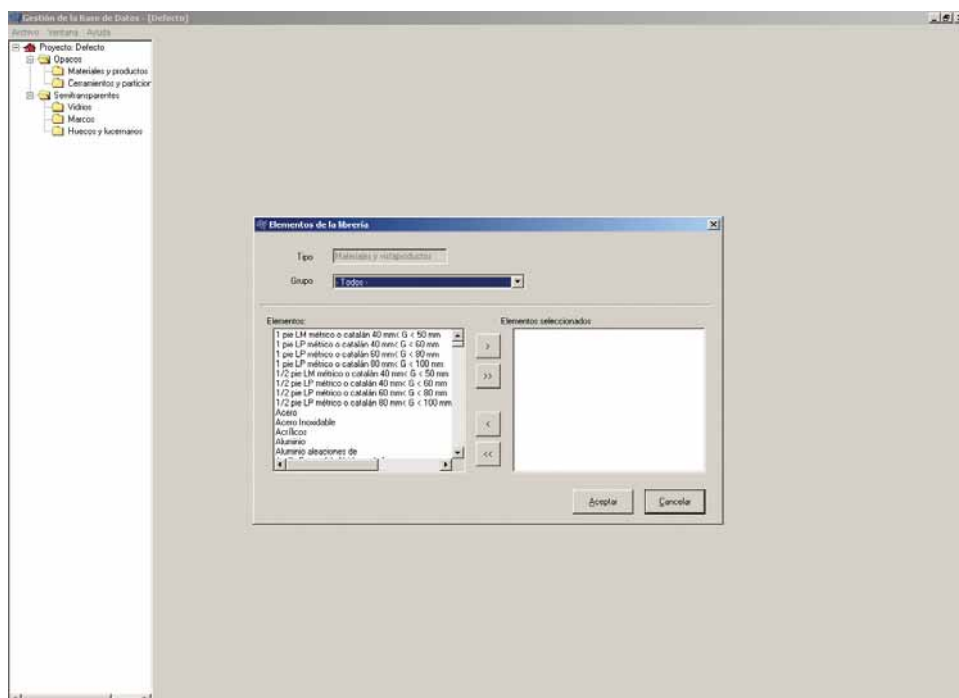 Gestión de la Base de Datos - [Defecto]
Archivo Ventana Ayuda
Proyecto: Defecto
Opacos
Materiales y productos
Cerramientos y particion
Semitransparentes
Vidrios
Marcos
Huecos y lucernarios
Elementos de la librería
Tipo
Materiales y
Grupo
- Todos -
Elementos:
1 pie LM métrico o catalán 40 mm< G < 50 mm
1 pie LP métrico o catalán 40 mm< G < 60 mm
1 pie LP métrico o catalán 60 mm< G < 80 mm
1 pie LP métrico o catalán 80 mm< G < 100 mm
1/2 pie LM métrico o catalán 40 mm< G < 50 mm
1/2 pie LP métrico o catalán 40 mm< G < 60 mm
1/2 pie LP métrico o catalán 60 mm< G < 80 mm
1/2 pie LP métrico o catalán 80 mm< G < 100 mm
Acero
Acero Inoxidable
Acrílicos
Aluminio
Aluminio aleaciones de
>
>>
<
<<
Elementos seleccionados
Aceptar
Cancelar